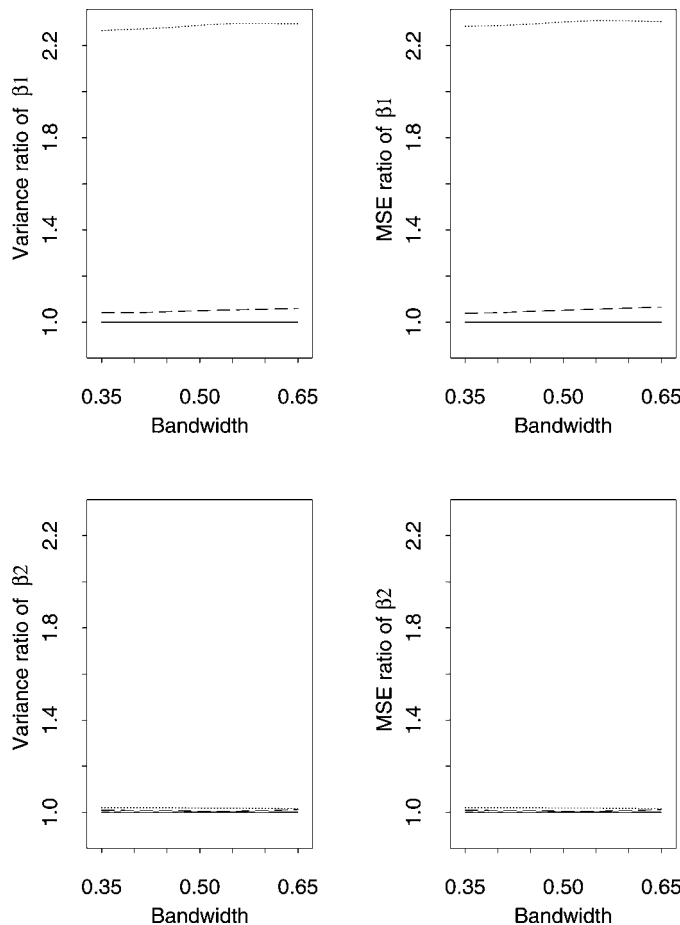 Variance ratio of β1
2.2
1.8
1.4
1.0
0.35 0.50 0.65
Bandwidth
MSE ratio of β1
2.2
1.8
1.4
1.0
0.35 0.50 0.65
Bandwidth
Variance ratio of β2
2.2
1.8
1.4
1.0
0.35 0.50 0.65
Bandwidth
MSE ratio of β2
2.2
1.8
1.4
1.0
0.35 0.50 0.65
Bandwidth